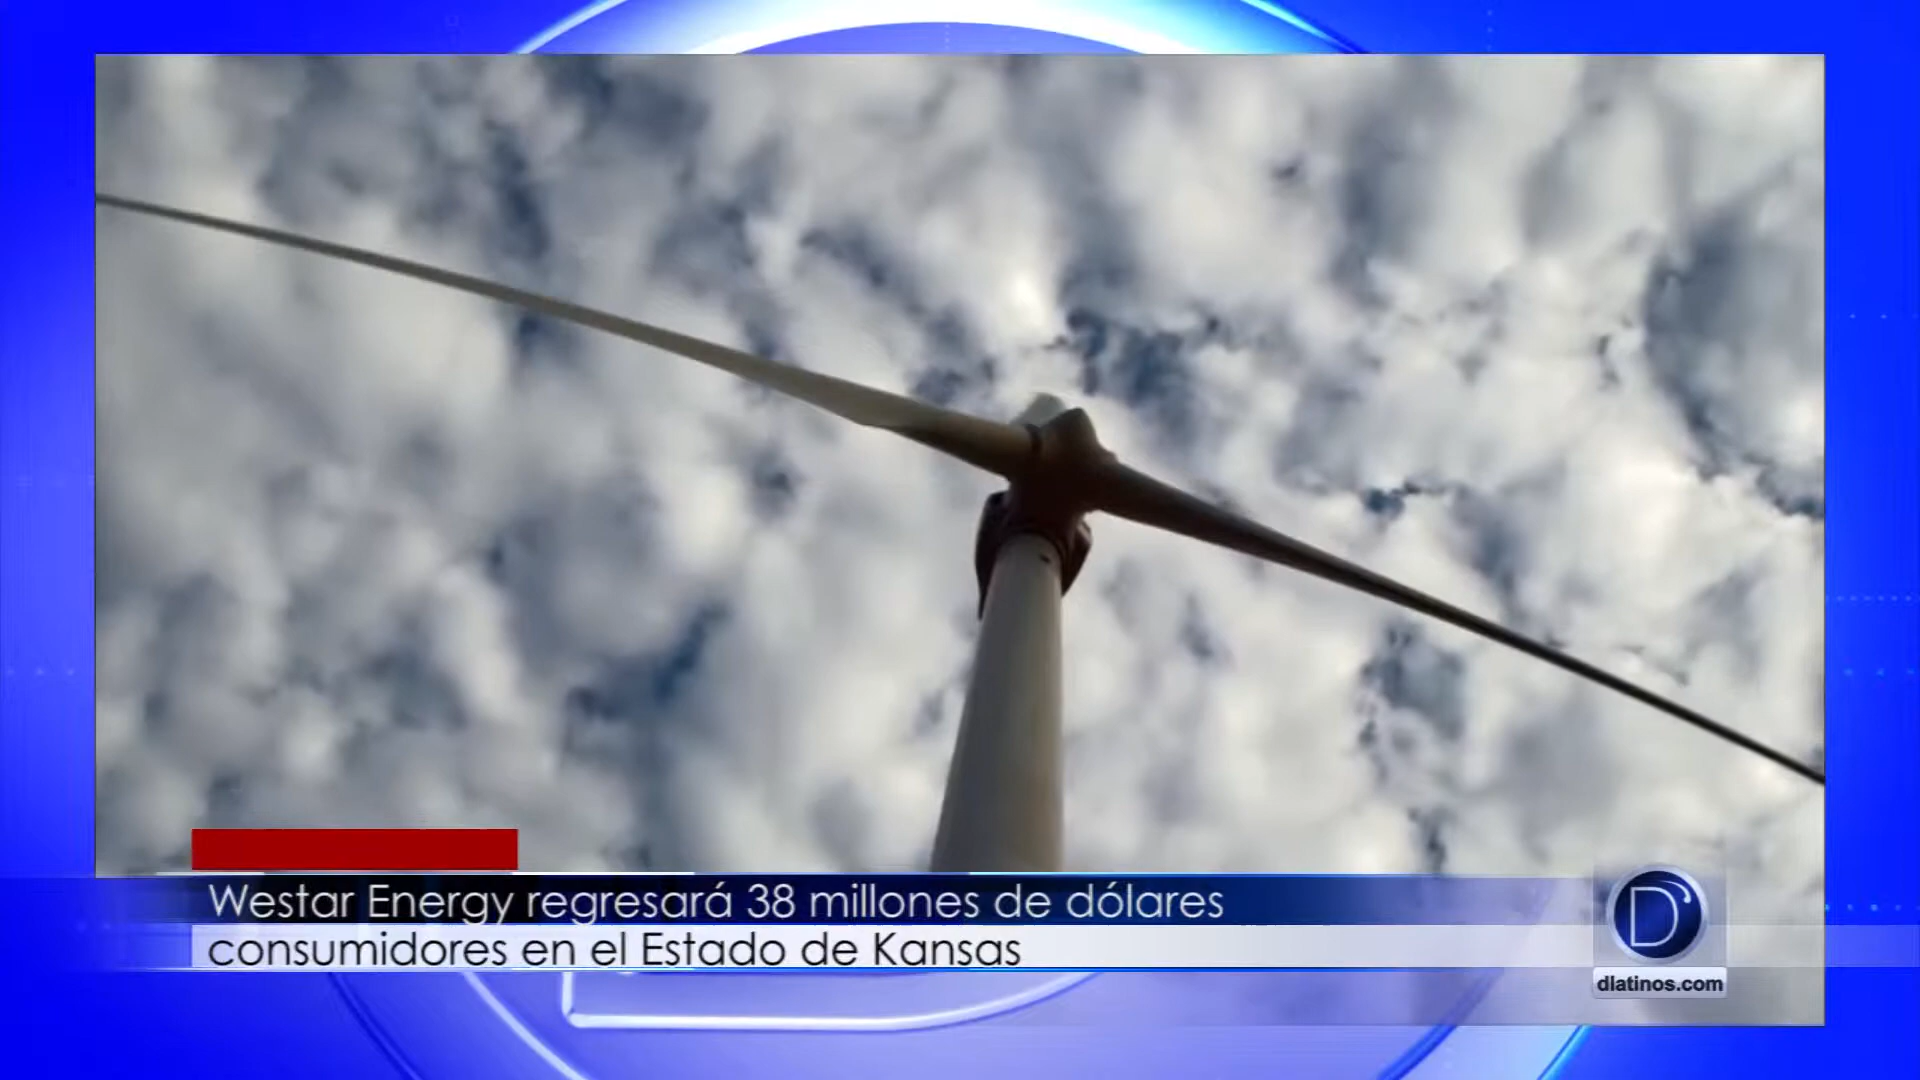 Westar Energy regresará 38 millones de dólares
consumidores en el Estado de Kansas
D
dlatinos.com